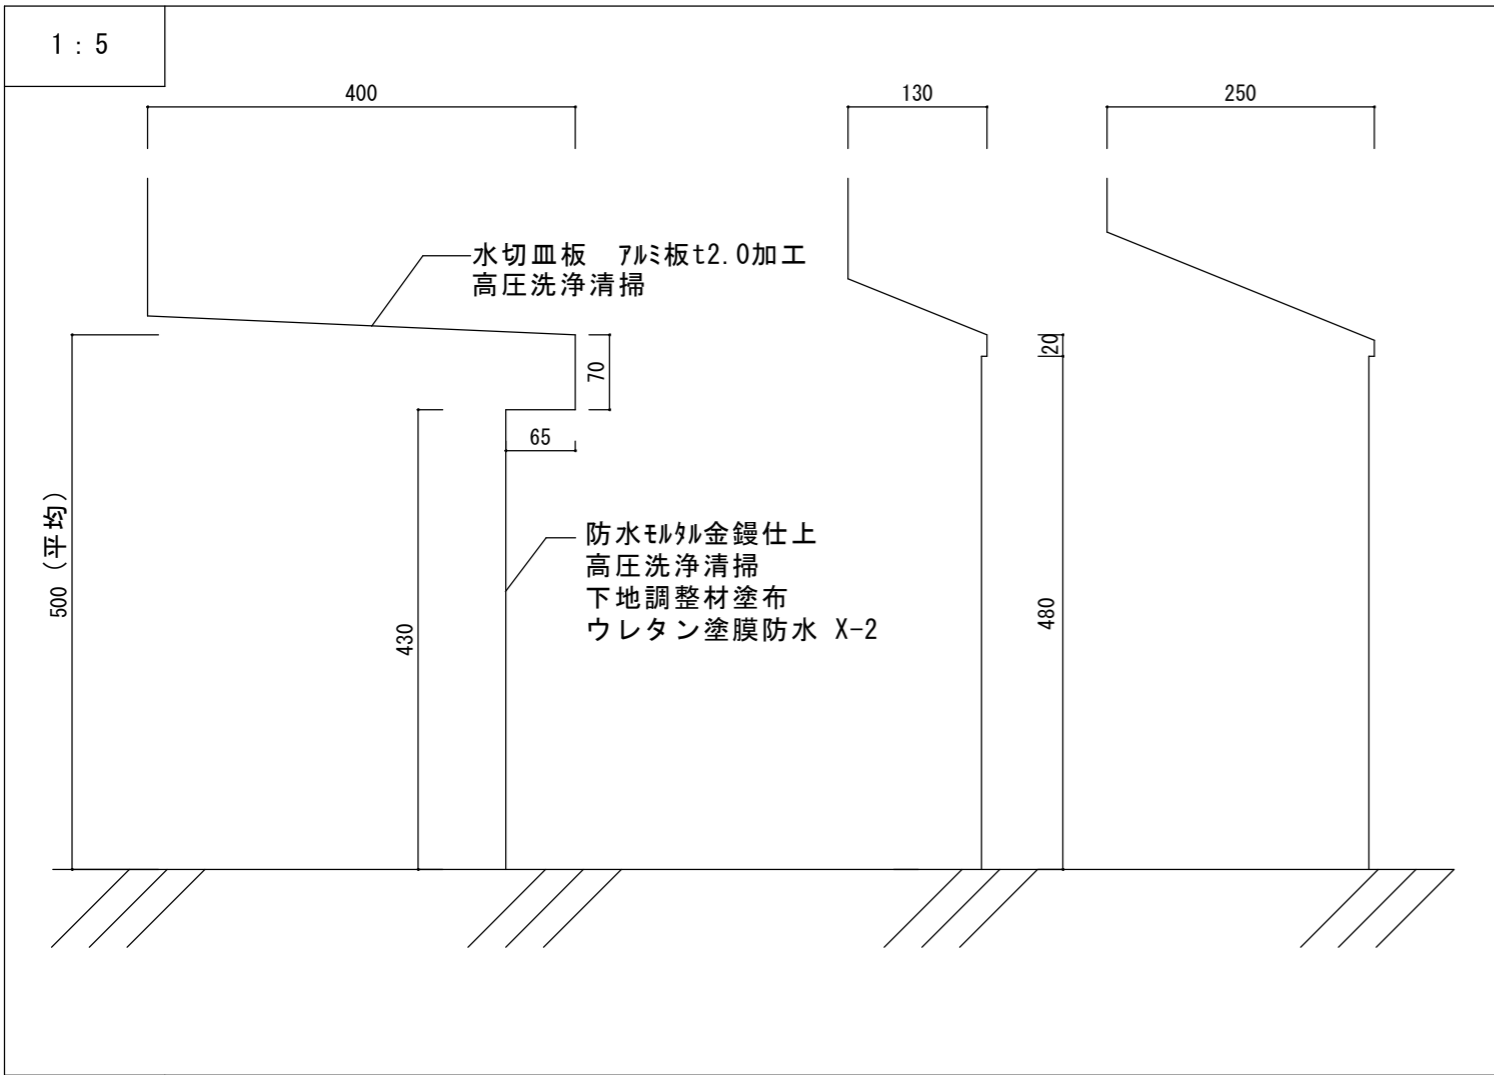 1 : 5
400
130
250
水切皿板　ｱﾙﾐ板t2.0加工
高圧洗浄清掃
70
20
65
500（平均）
430
防水ﾓﾙﾀﾙ金鏝仕上
高圧洗浄清掃
下地調整材塗布
ウレタン塗膜防水 X-2
480